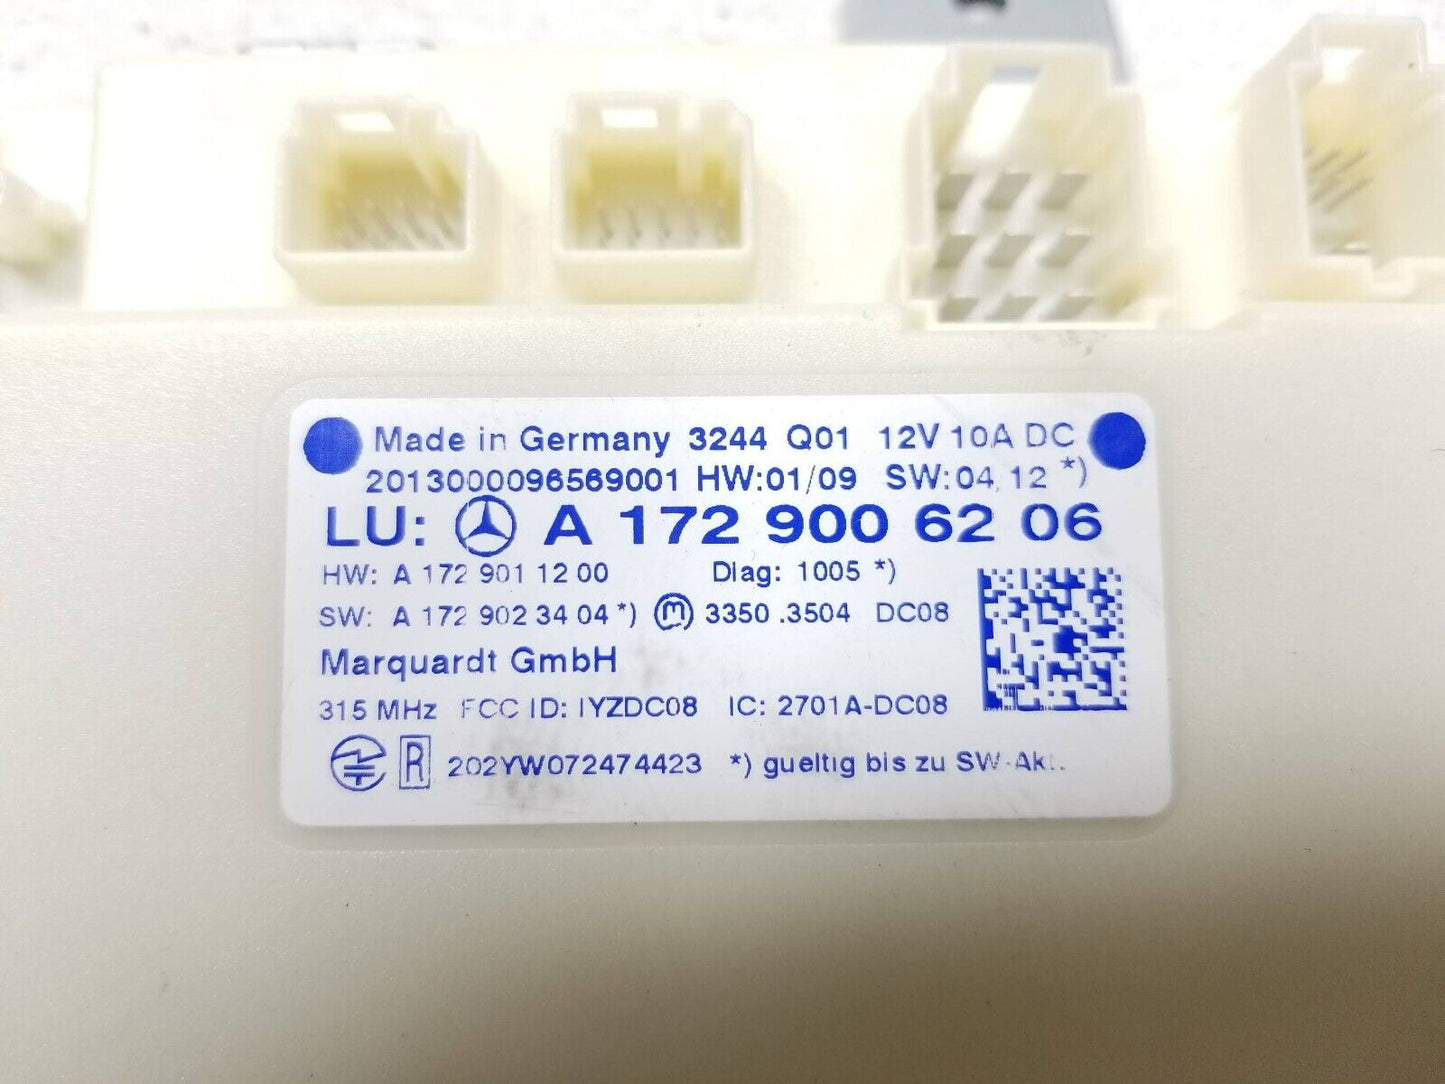 Made in Germany 3244 Q01 12V 10A DC
2013000096569001 HW:01/09 SW:04.12 *)
LU: A 172 900 62 06
HW: A 172 901 12 00 Diag: 1005 *)
SW: A 172 902 34 04 *) m 3350.3504 DC08
Marquardt GmbH
315 MHz FCC ID: IYZDC08 IC: 2701A-DC08
R 202YW072474423 *) gueltig bis zu SW-Akt.